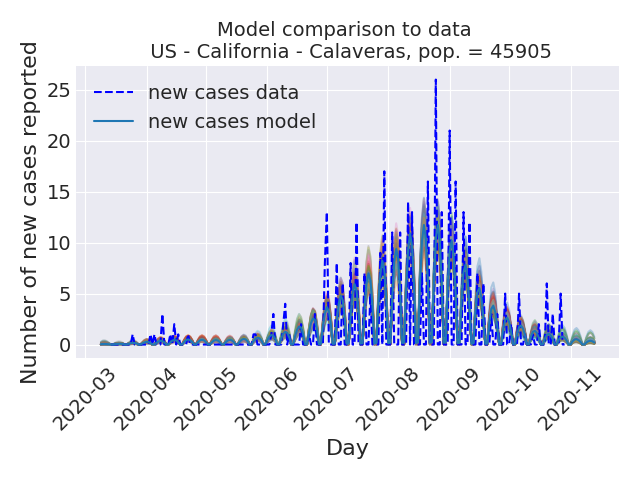 Model comparison to data
US - California - Calaveras, pop. = 45905
Number of new cases reported
25
20
15
10
5
0
new cases data
new cases model
2020-03
2020-04
2020-05
2020-06
2020-07
2020-08
2020-09
2020-10
2020-11
Day